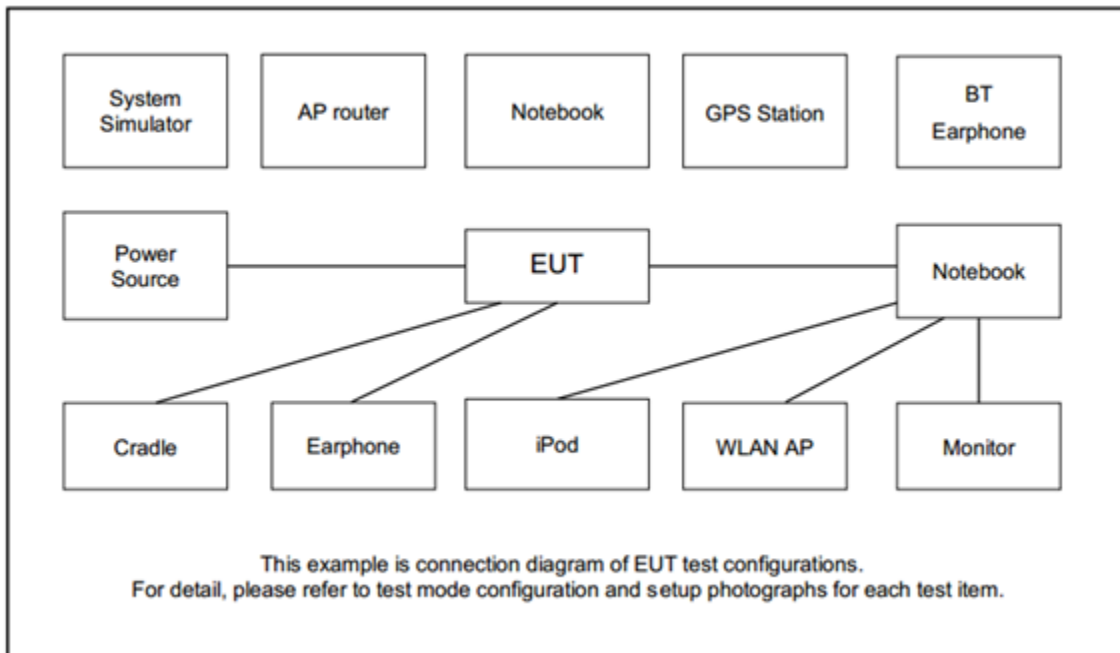 System
Simulator
AP router
Notebook
GPS Station
BT
Earphone
Power
Source
EUT
Notebook
Cradle
Earphone
iPod
WLAN AP
Monitor
This example is connection diagram of EUT test configurations.
For detail, please refer to test mode configuration and setup photographs for each test item.